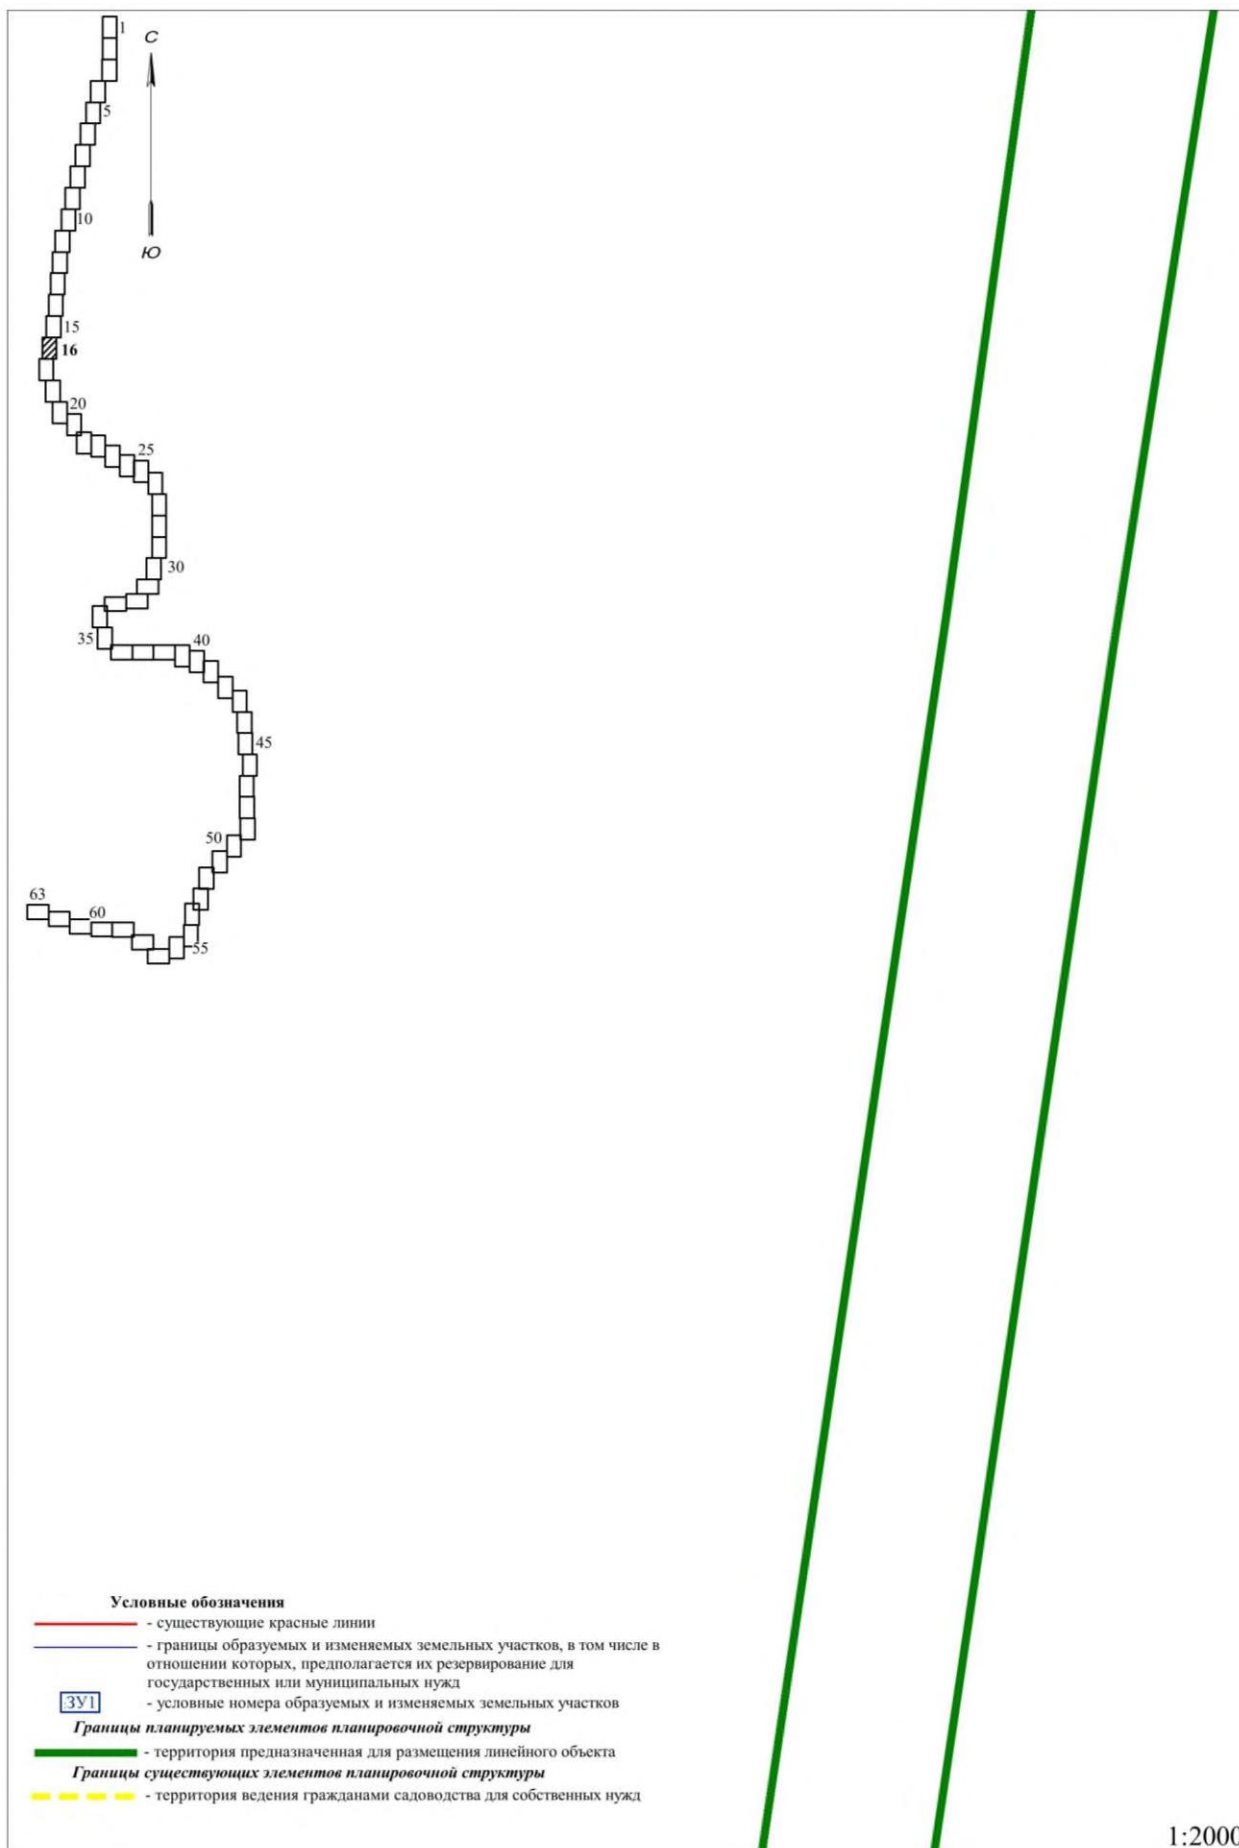 1
С
5
10
Ю
15
16
20
25
30
35
40
45
50
63
60
55
Условные обозначения
- существующие красные линии
- границы образуемых и изменяемых земельных участков, в том числе в
отношении которых, предполагается их резервирование для
государственных или муниципальных нужд
:ЗУ1 - условные номера образуемых и изменяемых земельных участков
Границы планируемых элементов планировочной структуры
- территория предназначенная для размещения линейного объекта
Границы существующих элементов планировочной структуры
- территория ведения гражданами садоводства для собственных нужд
1:2000